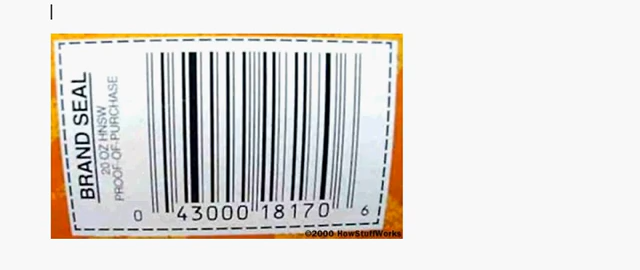 BRAND SEAL
20 OZ HNSW
PROOF-OF-PURCHASE
0 43000 18170 6
©2000 HowStuffWorks